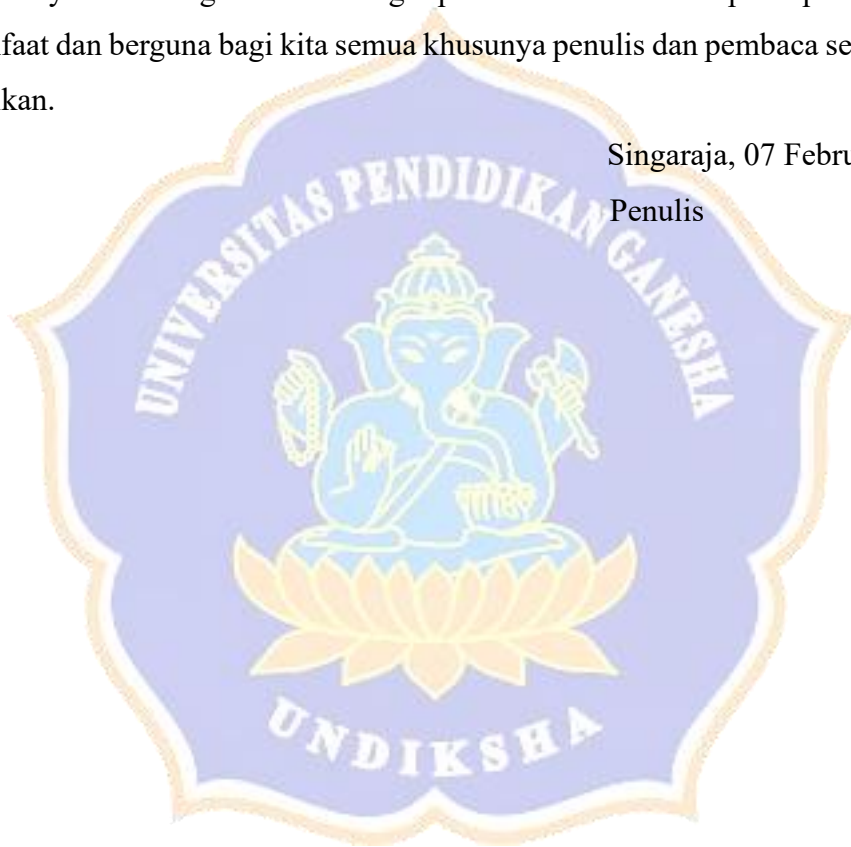 faat dan berguna bagi kita semua khusunya penulis dan pembaca se
kan.
Singaraja, 07 Febru
Penulis
UNIVERSITAS PENDIDIKAN GANESHA
UNDIKSHA